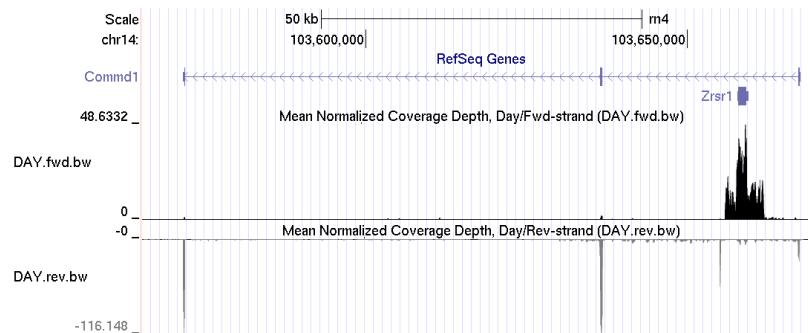 Scale 50 kb rn4
chr14: 103,600,000 103,650,000
RefSeq Genes
Commd1
Zrsr1
48.6332 _ Mean Normalized Coverage Depth, Day/Fwd-strand (DAY.fwd.bw)
DAY.fwd.bw
0 _
-0 _ Mean Normalized Coverage Depth, Day/Rev-strand (DAY.rev.bw)
DAY.rev.bw
-116.148 _